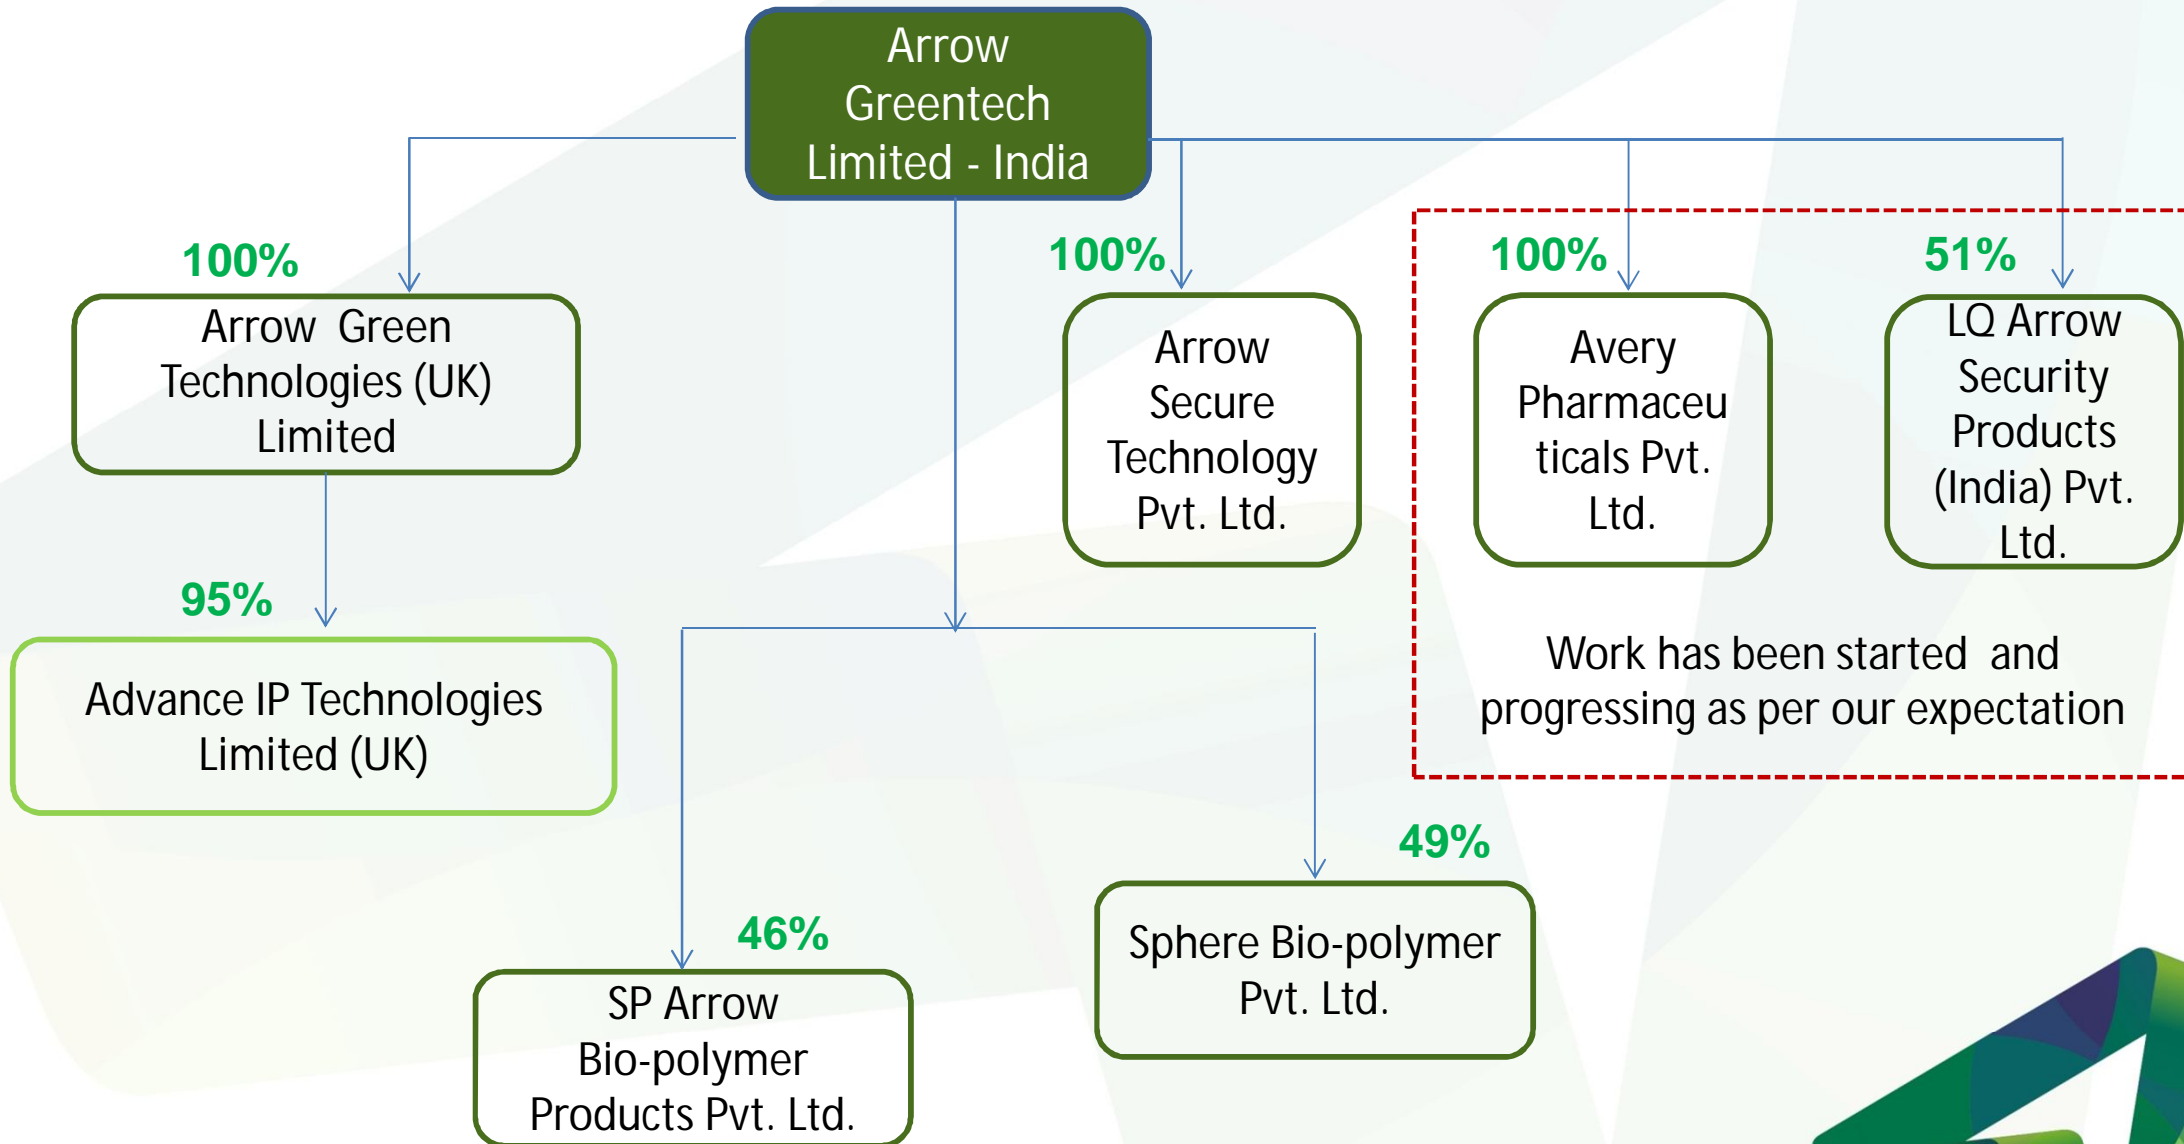 Arrow
Greentech
Limited - India
100%
Arrow Green
Technologies (UK)
Limited
100%
Arrow
Secure
Technology
Pvt. Ltd.
100%
Avery
Pharmaceu
ticals Pvt.
Ltd.
51%
LQ Arrow
Security
Products
(India) Pvt.
Ltd.
95%
Advance IP Technologies
Limited (UK)
Work has been started and
progressing as per our expectation
49%
Sphere Bio-polymer
Pvt. Ltd.
46%
SP Arrow
Bio-polymer
Products Pvt. Ltd.